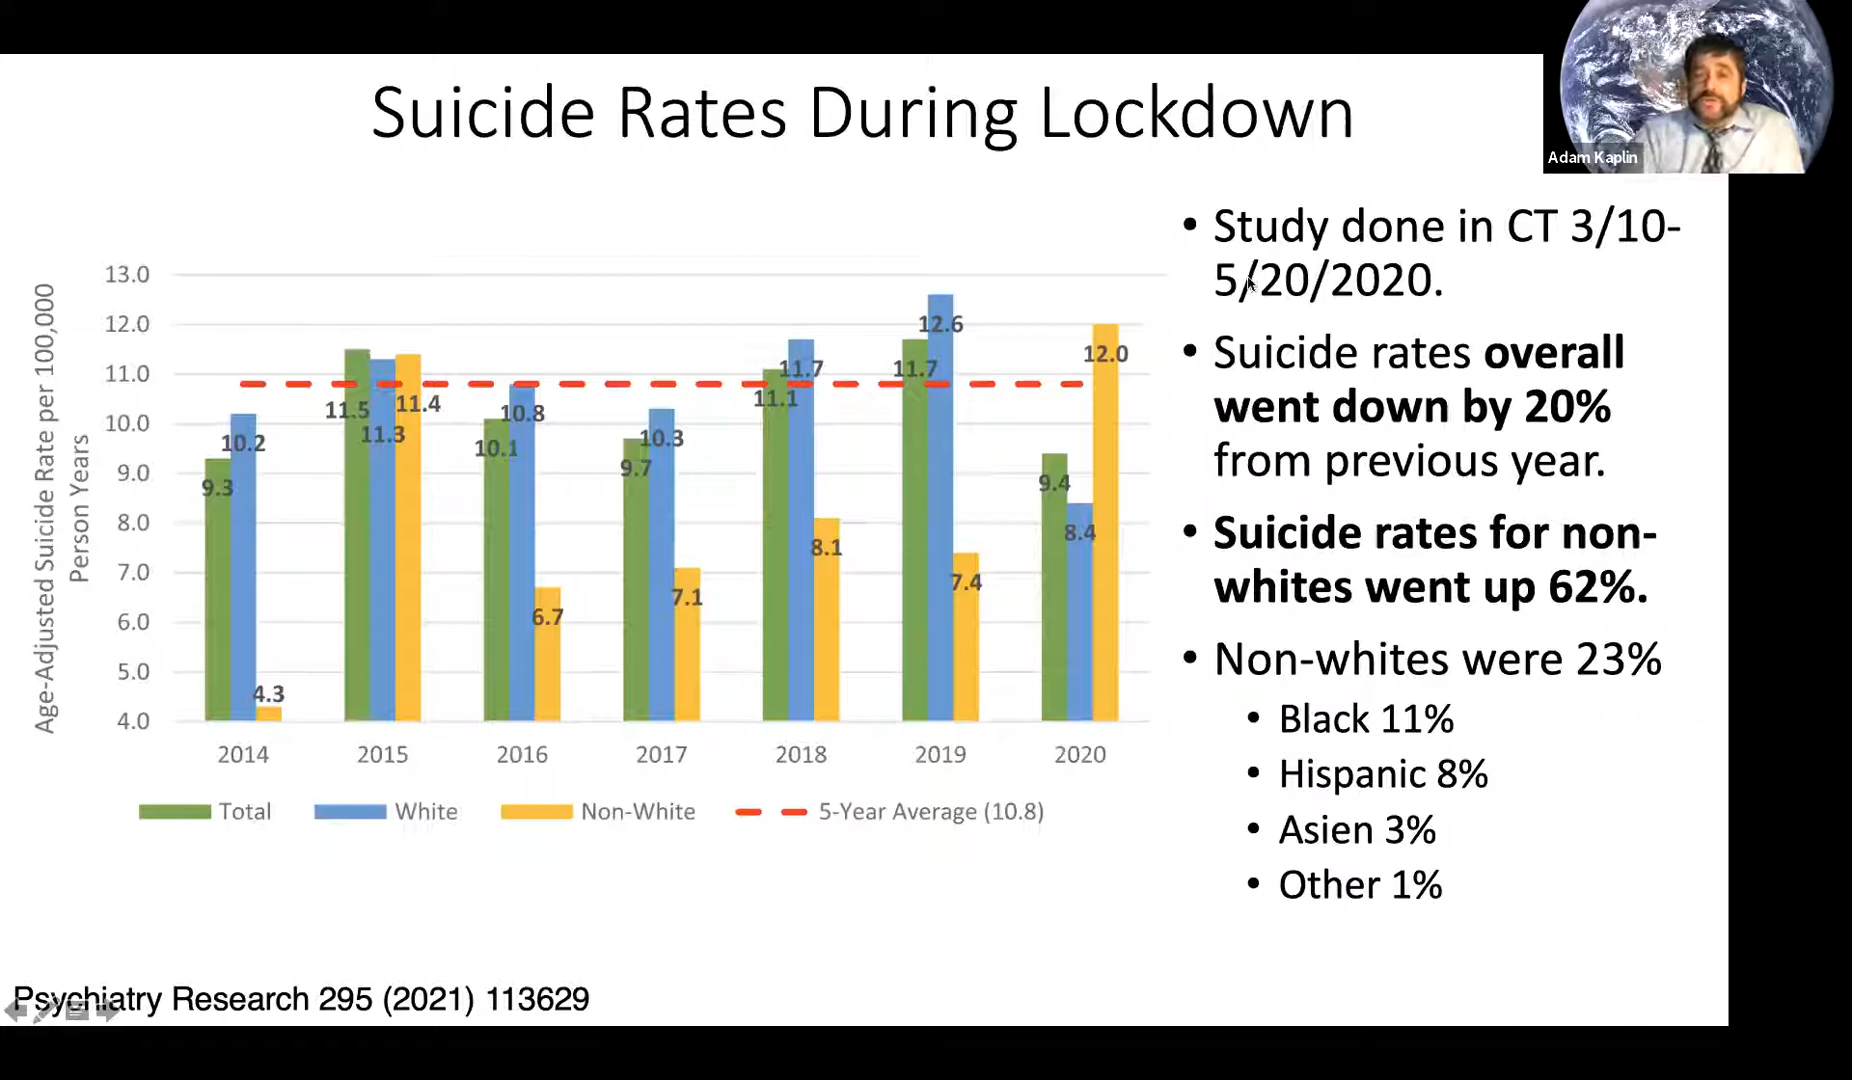 Suicide Rates During Lockdown
Adam Kaplin
Age-Adjusted Suicide Rate per 100,000
Person Years
13.0
12.0
11.0
10.0
9.0
8.0
7.0
6.0
5.0
4.0
9.3
10.2
4.3
11.5
11.3
11.4
10.1
10.8
6.7
9.7
10.3
7.1
11.1
11.7
8.1
11.7
12.6
7.4
9.4
8.4
12.0
2014 2015 2016 2017 2018 2019 2020
Total White Non-White 5-Year Average (10.8)
• Study done in CT 3/10-
5/20/2020.
• Suicide rates overall
went down by 20%
from previous year.
• Suicide rates for non-
whites went up 62%.
• Non-whites were 23%
• Black 11%
• Hispanic 8%
• Asien 3%
• Other 1%
Psychiatry Research 295 (2021) 113629